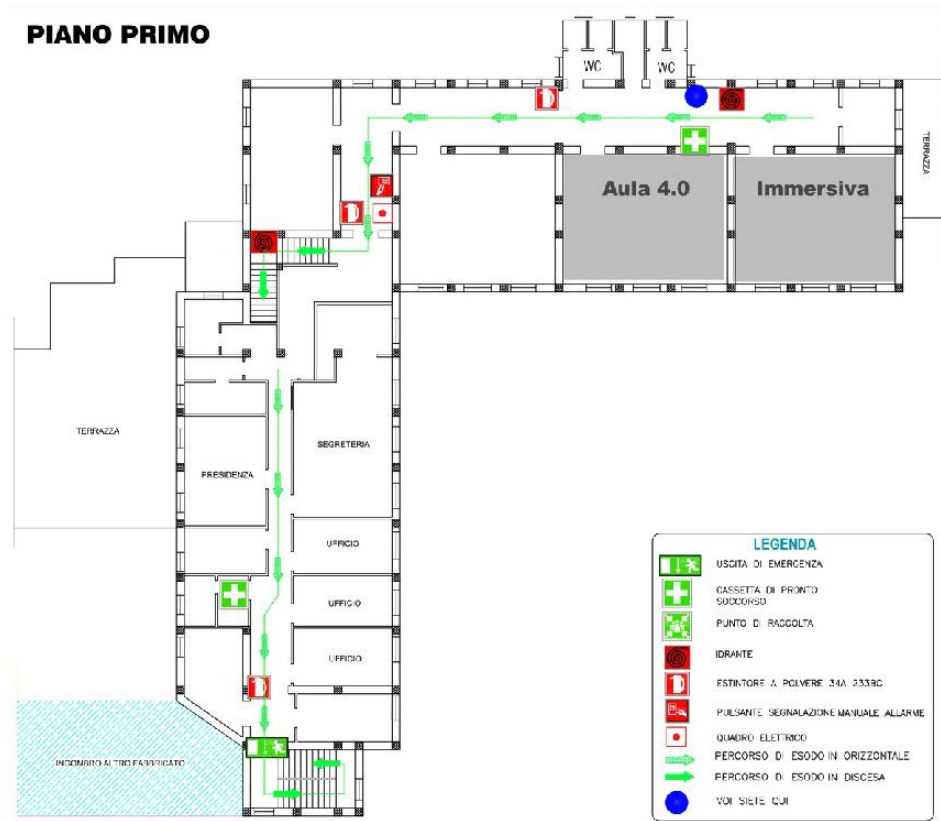 PIANO PRIMO
WC
WC
TERRAZZA
Aula 4.0
Immersiva
TERRAZZA
SEGRETERIA
PRESIDENZA
UFFICIO
UFFICIO
UFFICIO
INGOMBRO ALTRO FABBRICATO
LEGENDA
USCITA DI EMERGENZA
CASSETTA DI PRONTO
SOCCORSO
PUNTO DI RACCOLTA
IDRANTE
ESTINTORE A POLVERE 34A 233BC
PULSANTE SEGNALAZIONE MANUALE ALLARME
QUADRO ELETTRICO
PERCORSO DI ESODO IN ORIZZONTALE
PERCORSO DI ESODO IN DISCESA
VOI SIETE QUI